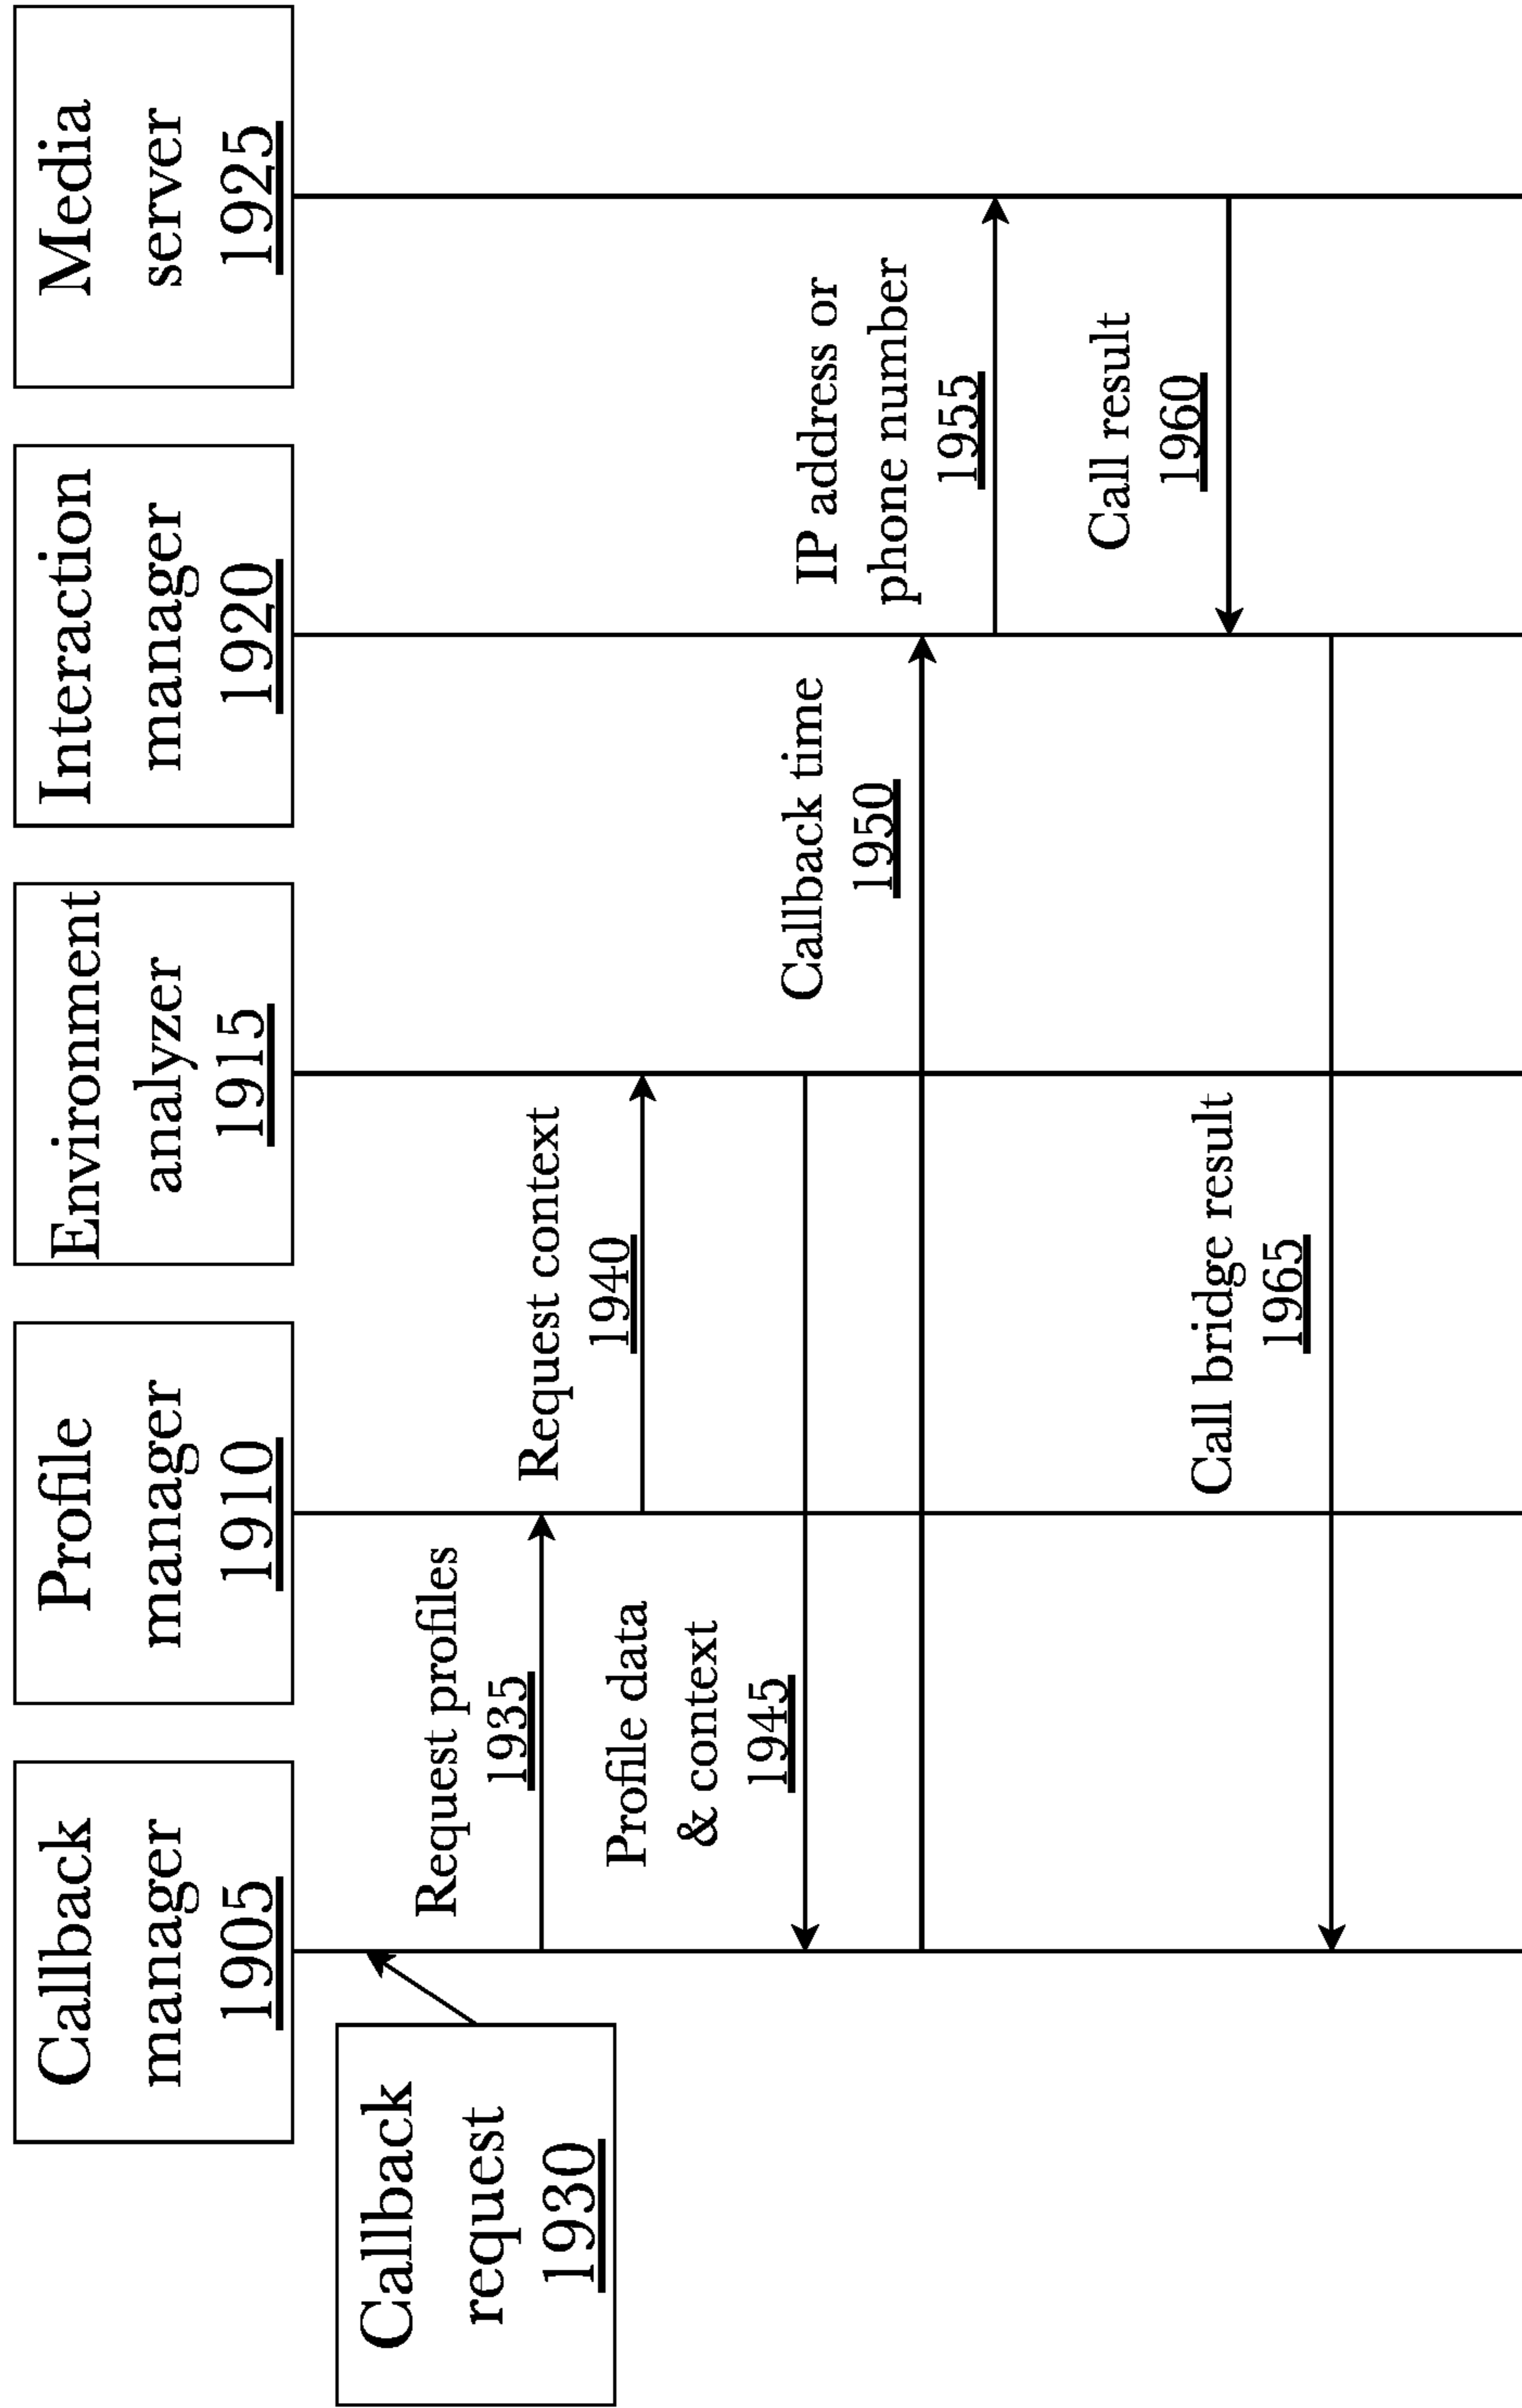 Callback
manager
1905
Profile
manager
1910
Environment
analyzer
1915
Interaction
manager
1920
Media
server
1925
Callback
request
1930
Request profiles
1935
Request context
1940
Profile data
& context
1945
Callback time
1950
IP address or
phone number
1955
Call result
1960
Call bridge result
1965